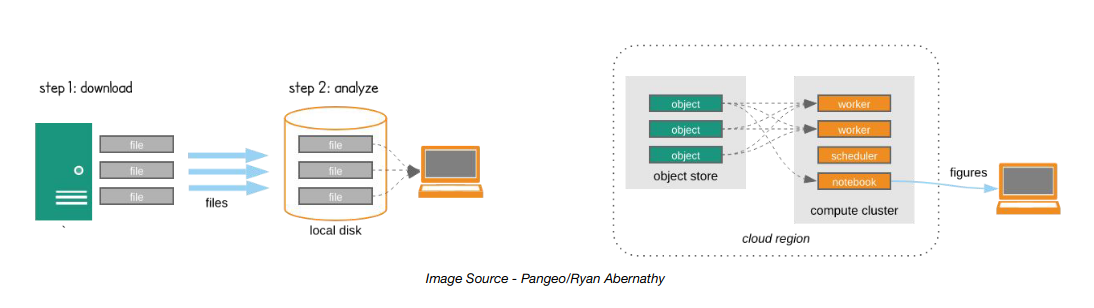 step 1: download
step 2: analyze
file
file
file
files
file
file
file
local disk
object
object
object
object store
worker
worker
scheduler
notebook
compute cluster
figures
cloud region
Image Source - Pangeo/Ryan Abernathy